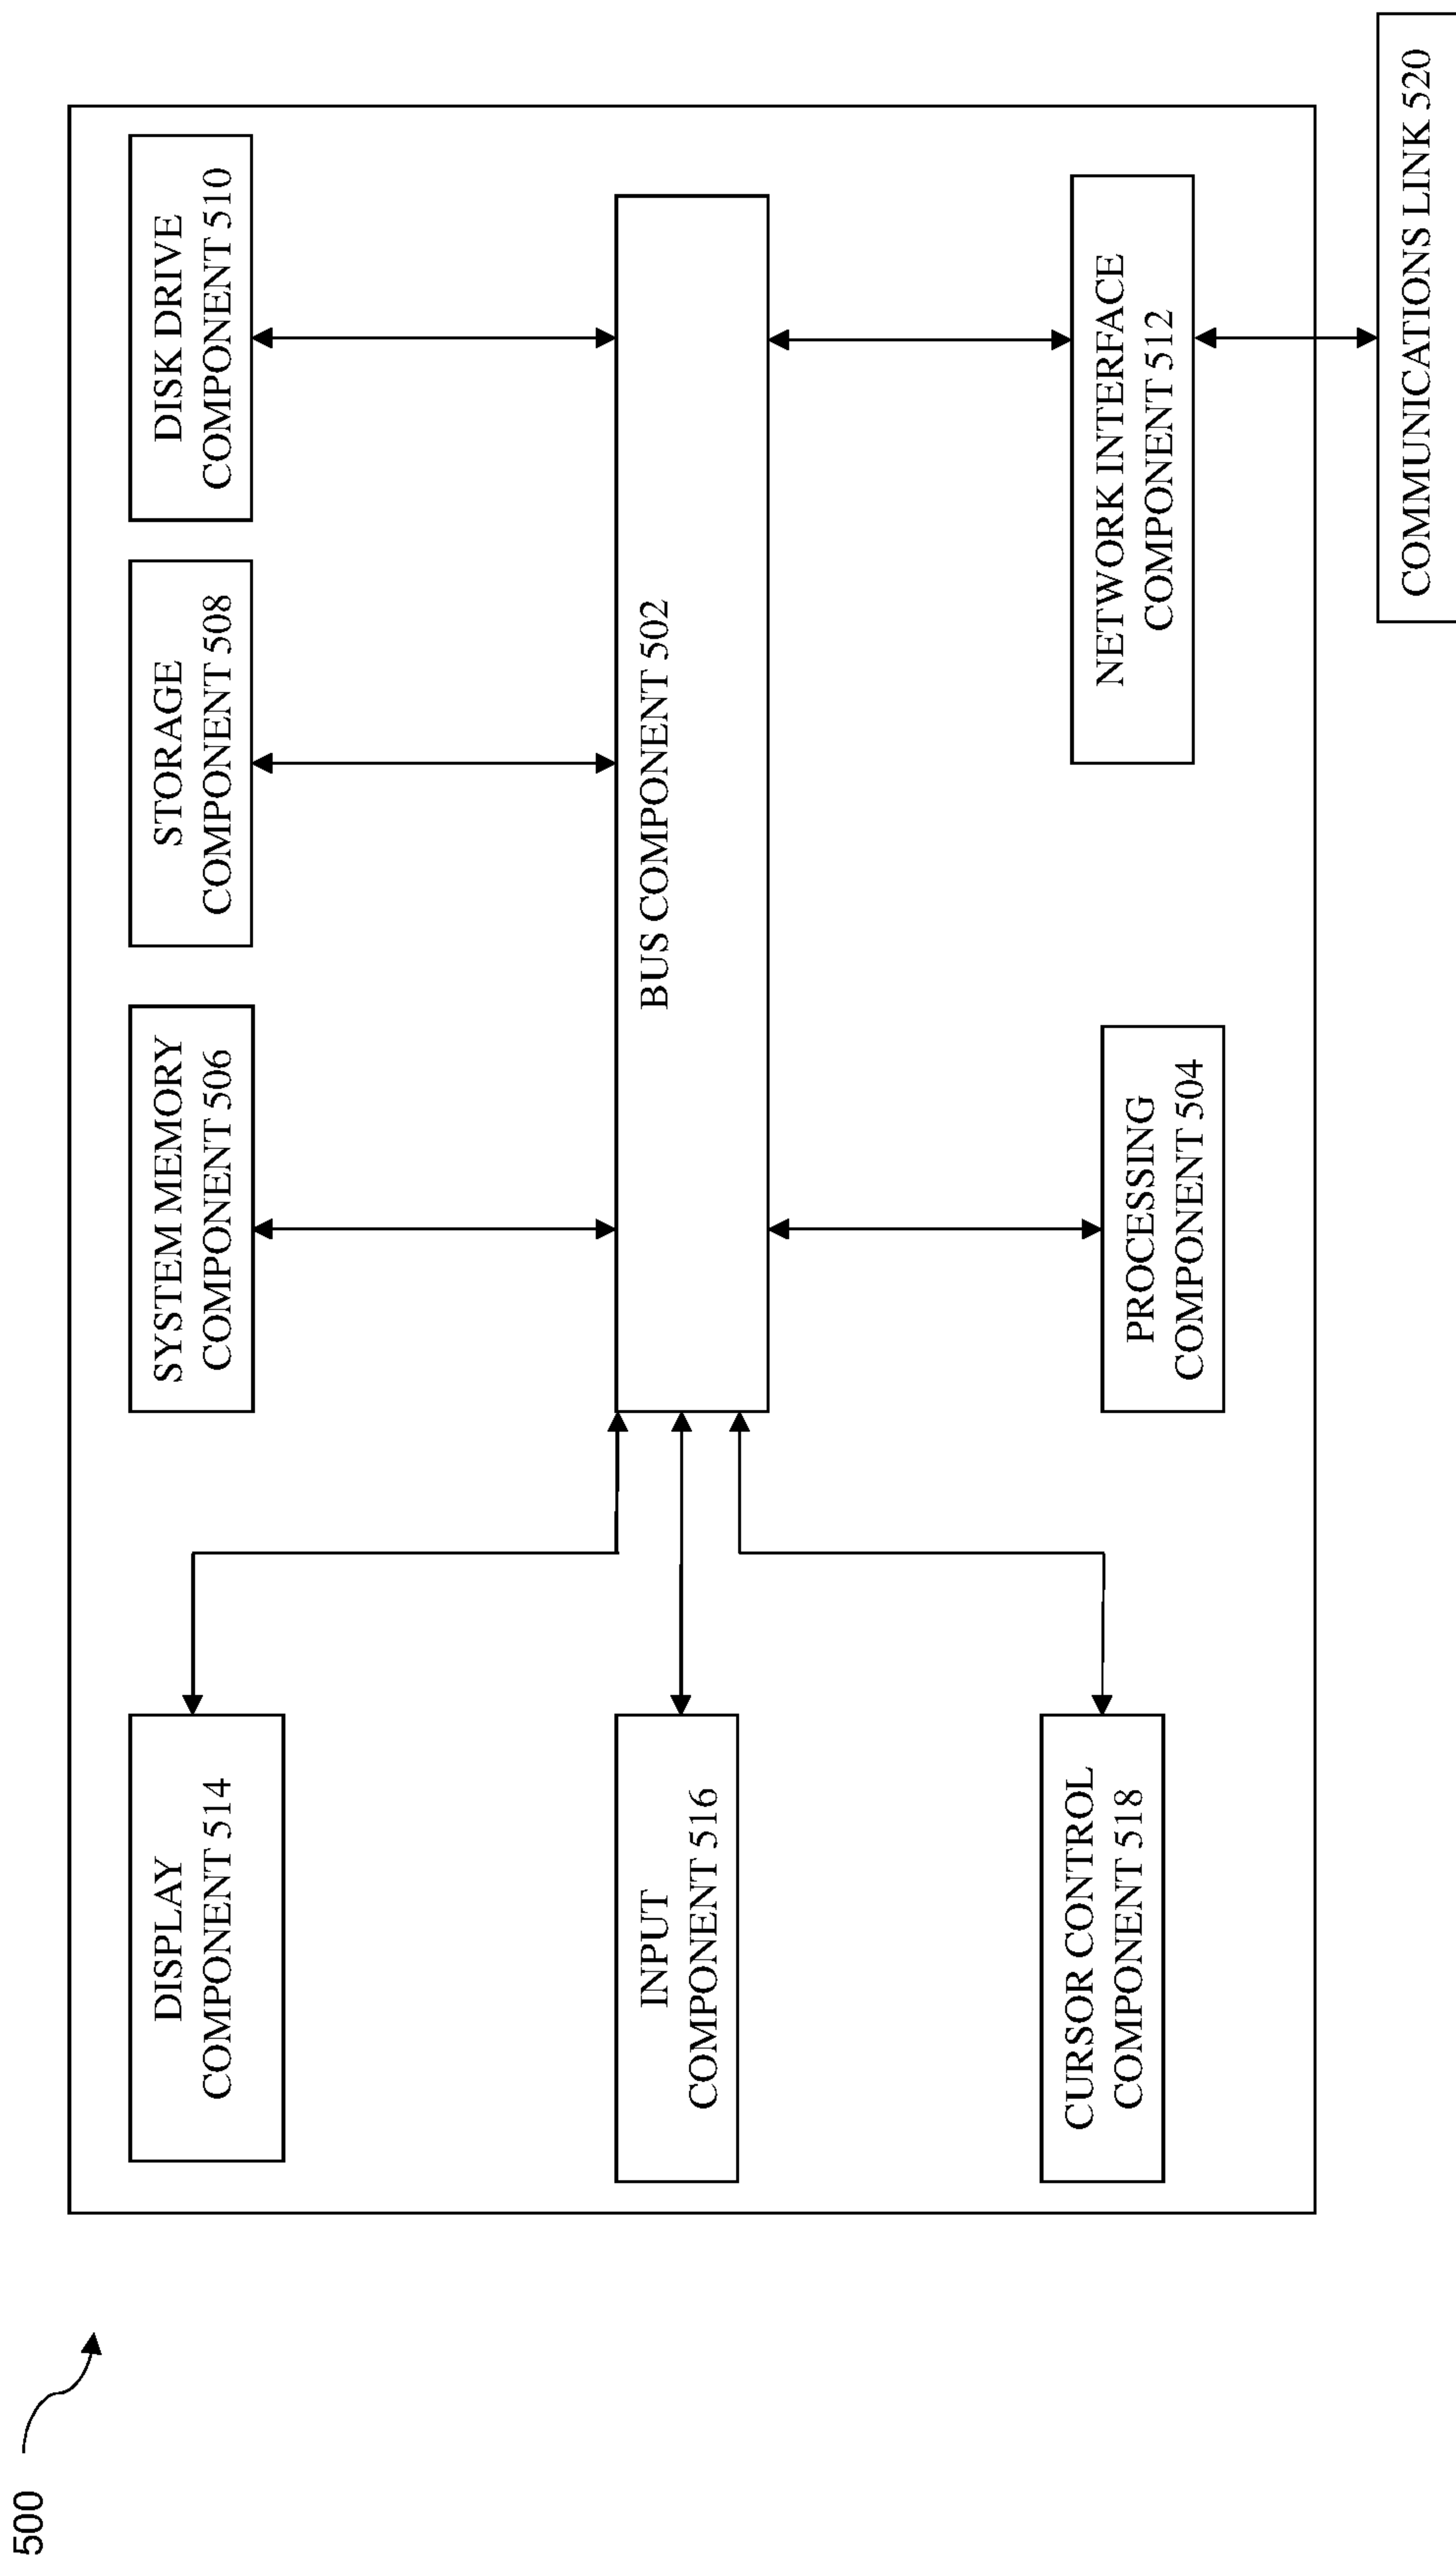 500
DISPLAY
COMPONENT 514
SYSTEM MEMORY
COMPONENT 506
STORAGE
COMPONENT 508
DISK DRIVE
COMPONENT 510
INPUT
COMPONENT 516
BUS COMPONENT 502
CURSOR CONTROL
COMPONENT 518
PROCESSING
COMPONENT 504
NETWORK INTERFACE
COMPONENT 512
COMMUNICATIONS LINK 520